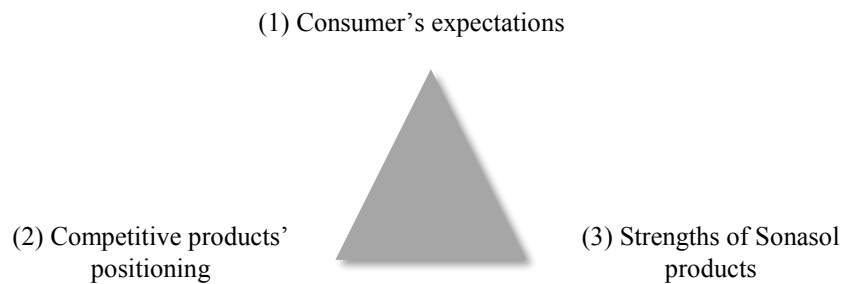 (1) Consumer’s expectations
(2) Competitive products’
positioning
(3) Strengths of Sonasol
products